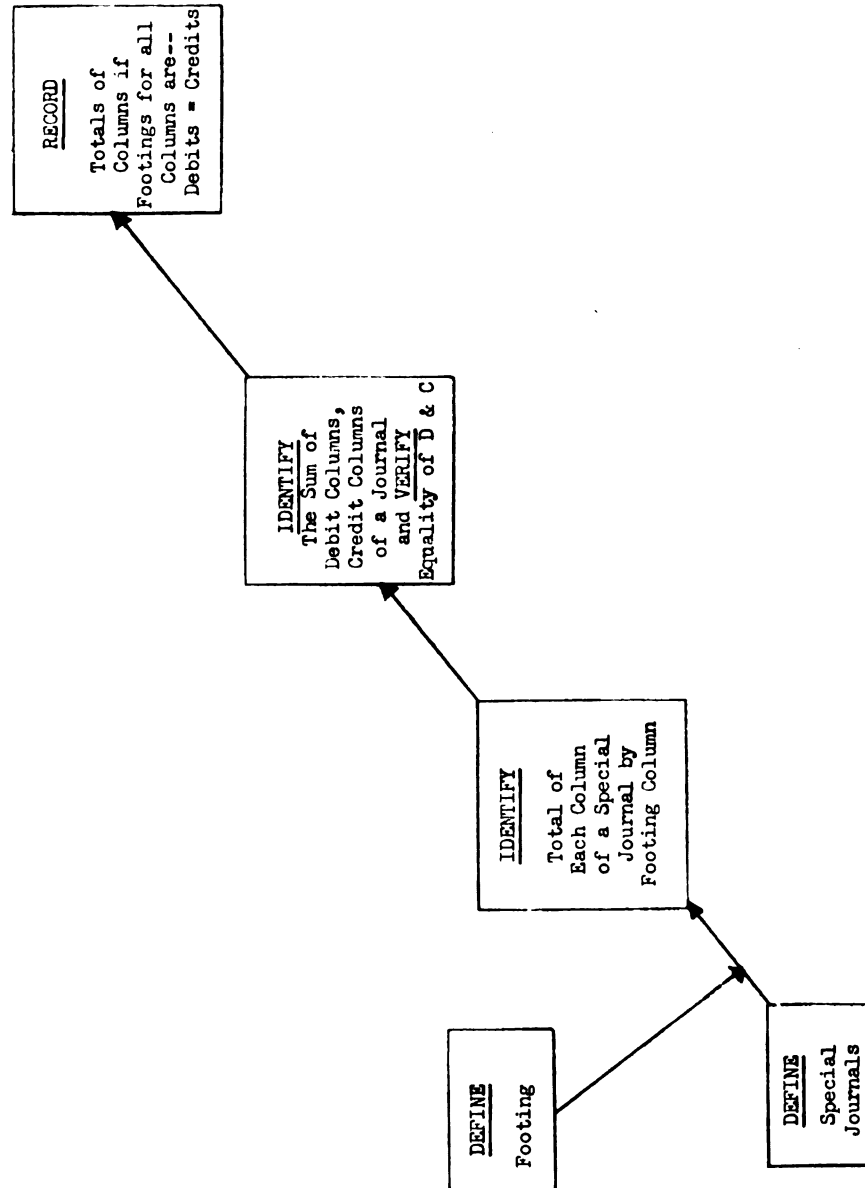 RECORD
Totals of
Columns if
Footings for all
Columns are--
Debits = Credits
IDENTIFY
The Sum of
Debit Columns,
Credit Columns
of a Journal
and VERIFY
Equality of D & C
IDENTIFY
Total of
Each Column
of a Special
Journal by
Footing Column
DEFINE
Footing
DEFINE
Special
Journals